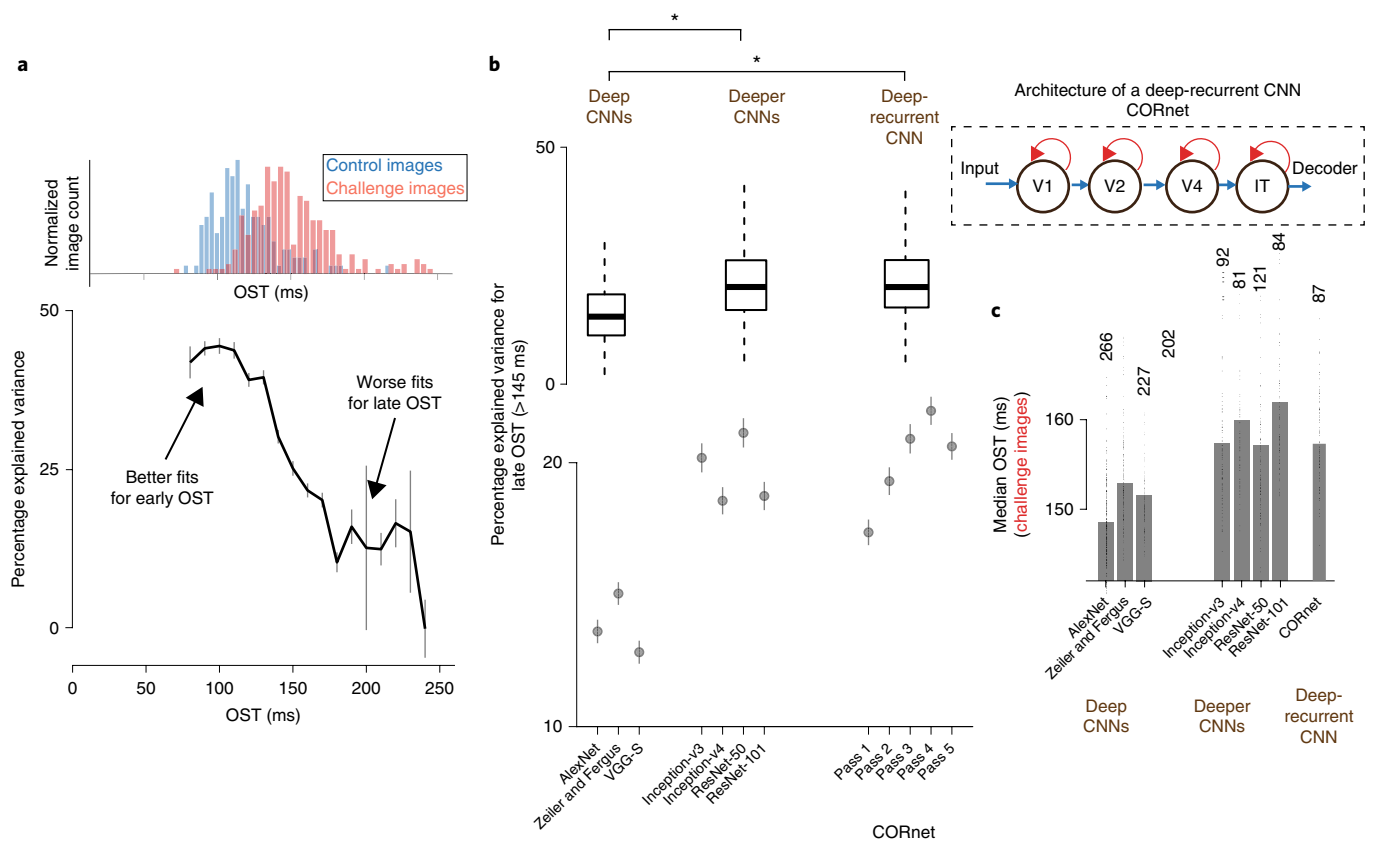 a
Control images
Challenge images
Normalized
image count
OST (ms)
50
25
0
Percentage explained variance
Better fits
for early OST
Worse fits
for late OST
0
50
100
150
200
250
OST (ms)
b
*
*
Deep
CNNs
Deeper
CNNs
Deep-
recurrent
CNN
50
0
20
10
Percentage explained variance for
late OST (>145 ms)
AlexNet
Zeiler and Fergus
VGG-S
Inception-v3
Inception-v4
ResNet-50
ResNet-101
Pass 1
Pass 2
Pass 3
Pass 4
Pass 5
CORnet
Architecture of a deep-recurrent CNN
CORnet
Input
V1
V2
V4
IT
Decoder
c
Median OST (ms)
(challenge images)
160
150
266
227
202
92
81
121
84
87
AlexNet
Zeiler and Fergus
VGG-S
Inception-v3
Inception-v4
ResNet-50
ResNet-101
CORnet
Deep
CNNs
Deeper
CNNs
Deep-
recurrent
CNN